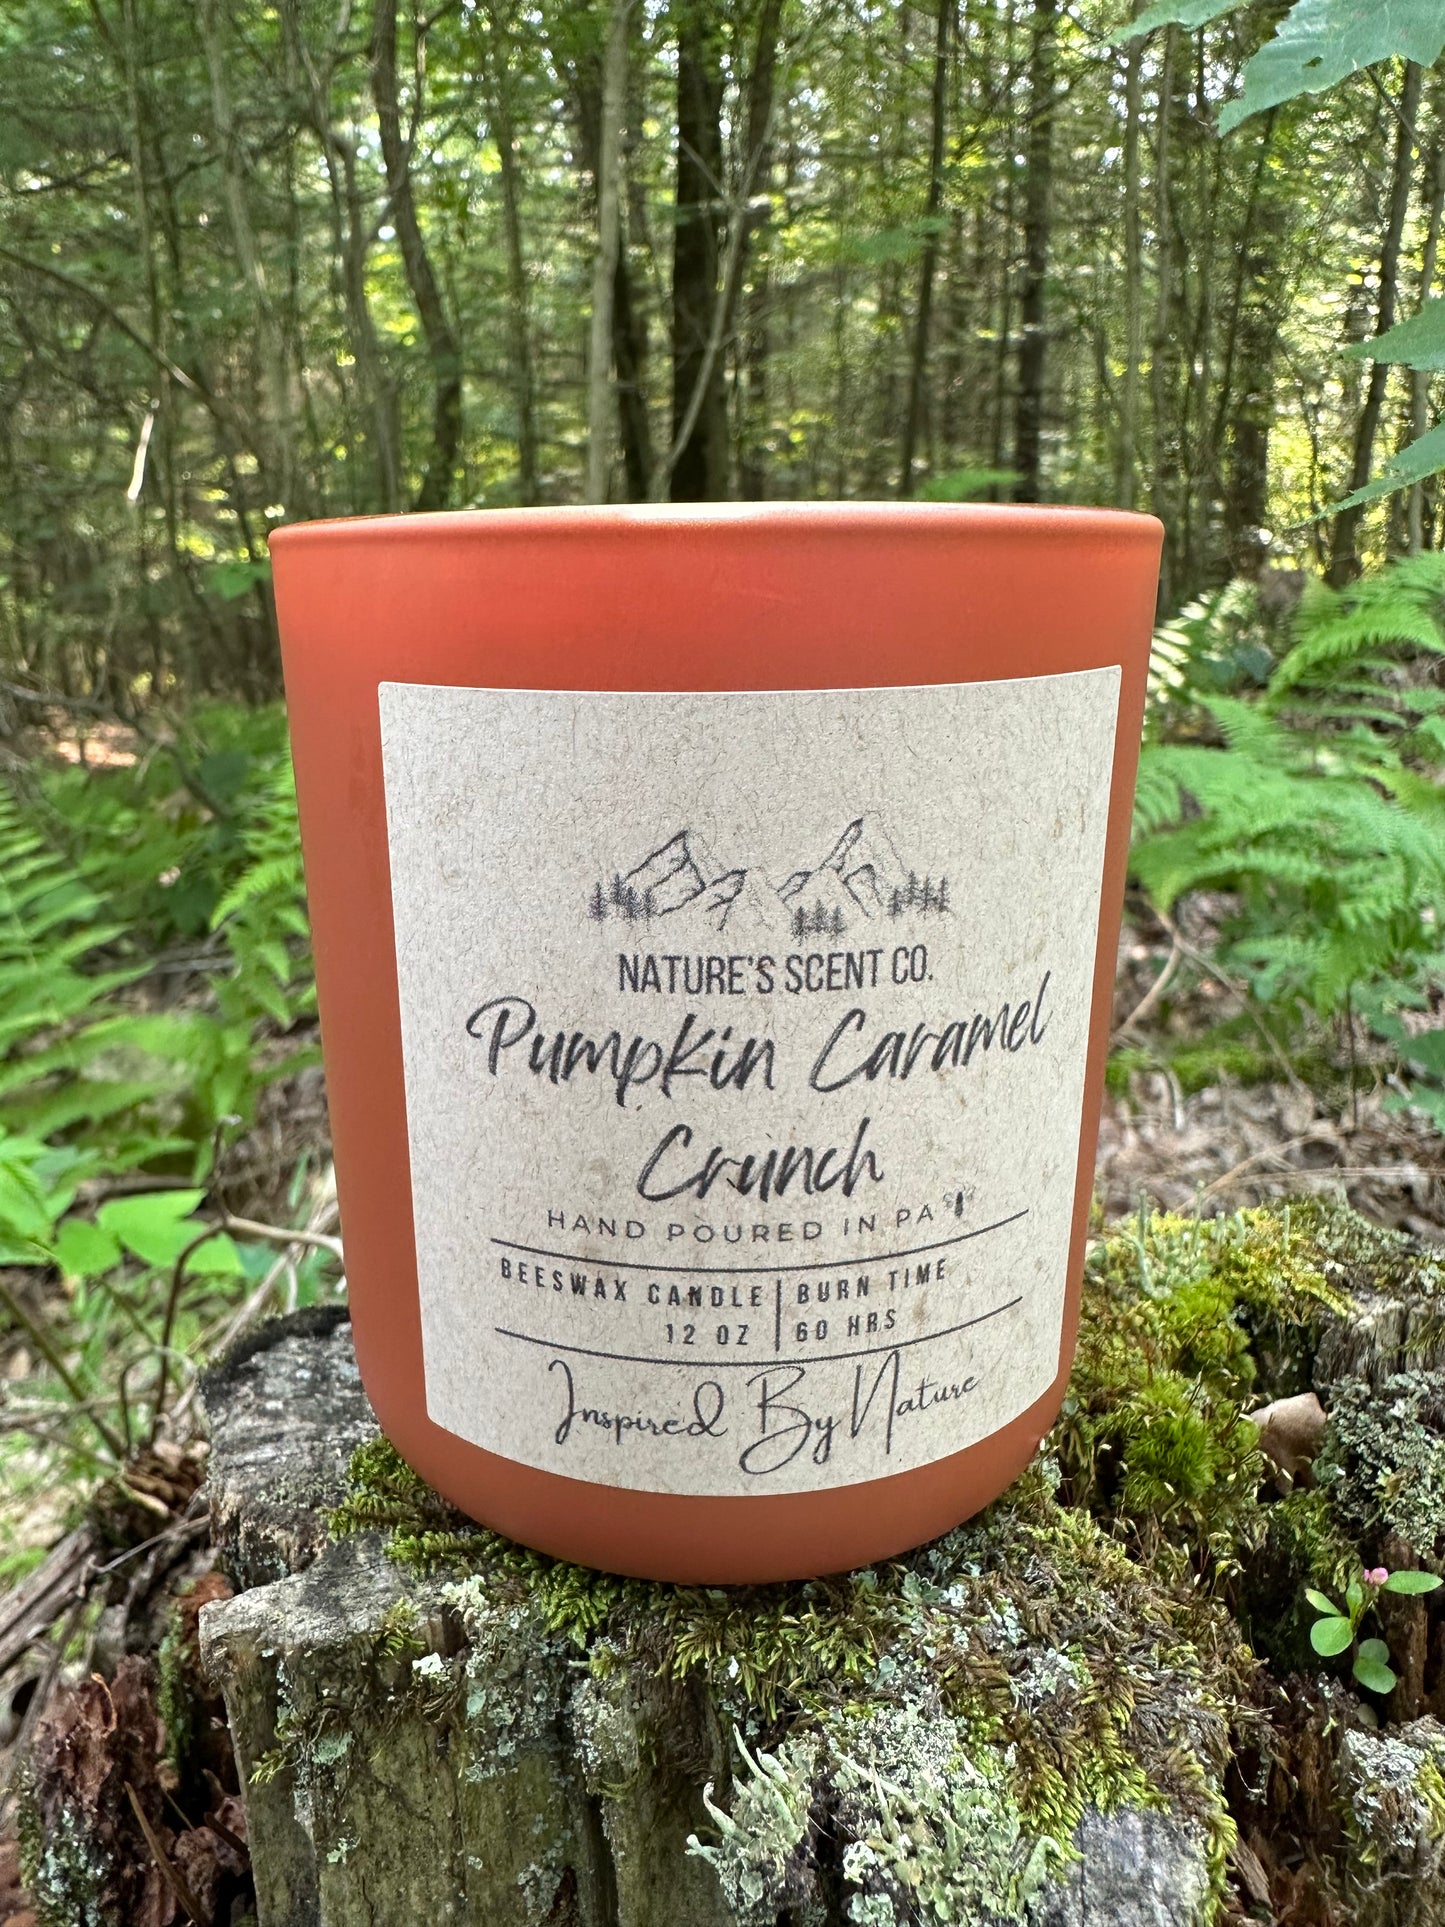 NATURE'S SCENT CO.
Pumpkin Caramel
Crunch
HAND POURED IN PA
BEESWAX CANDLE | BURN TIME
12 OZ | 60 HRS
Inspired By Nature